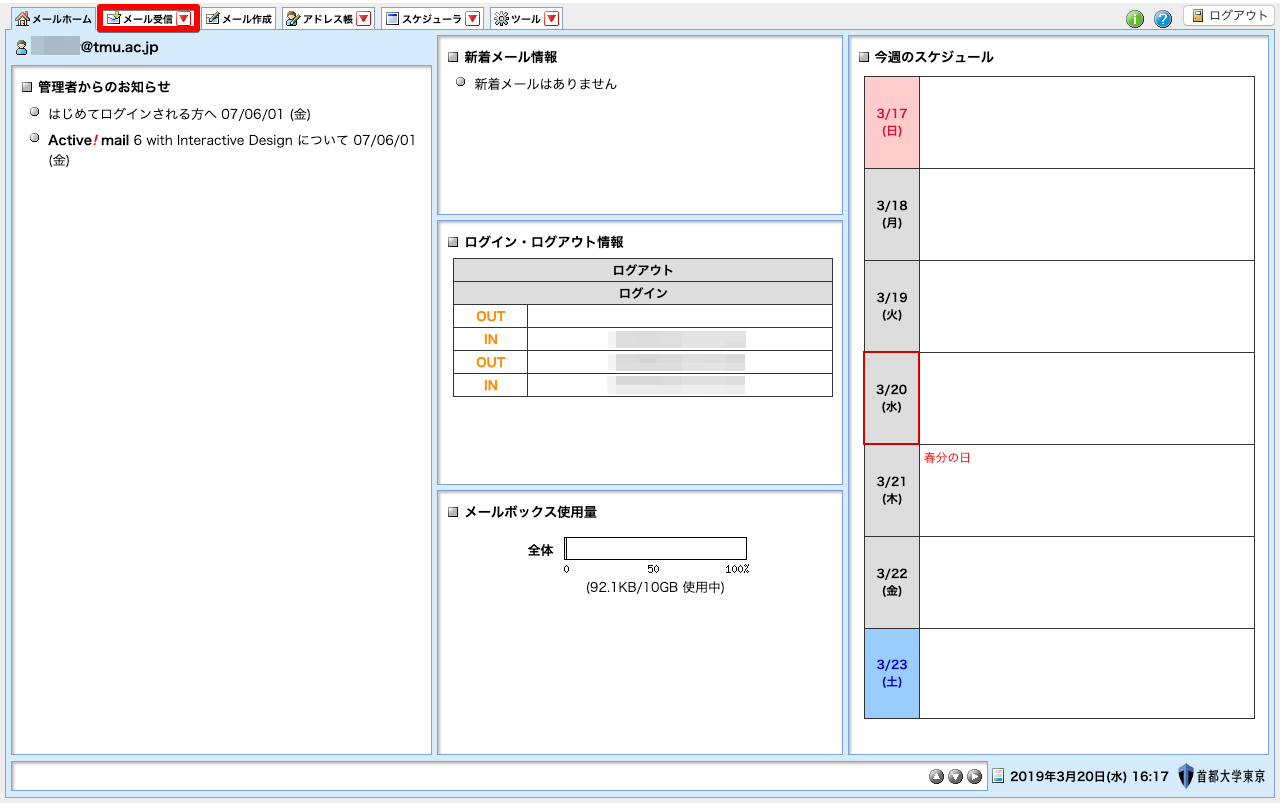 メールホーム メール受信 メール作成 アドレス帳 スケジューラ ツール ログアウト
@tmu.ac.jp
管理者からのお知らせ
はじめてログインされる方へ 07/06/01 (金)
Active! mail 6 with Interactive Design について 07/06/01
(金)
新着メール情報
新着メールはありません
ログイン・ログアウト情報
ログアウト
ログイン
OUT
IN
OUT
IN
メールボックス使用量
全体
0 50 100%
(92.1KB/10GB 使用中)
今週のスケジュール
3/17
(日)
3/18
(月)
3/19
(火)
3/20
(水)
3/21
(木)
春分の日
3/22
(金)
3/23
(土)
2019年3月20日(水) 16:17 首都大学東京